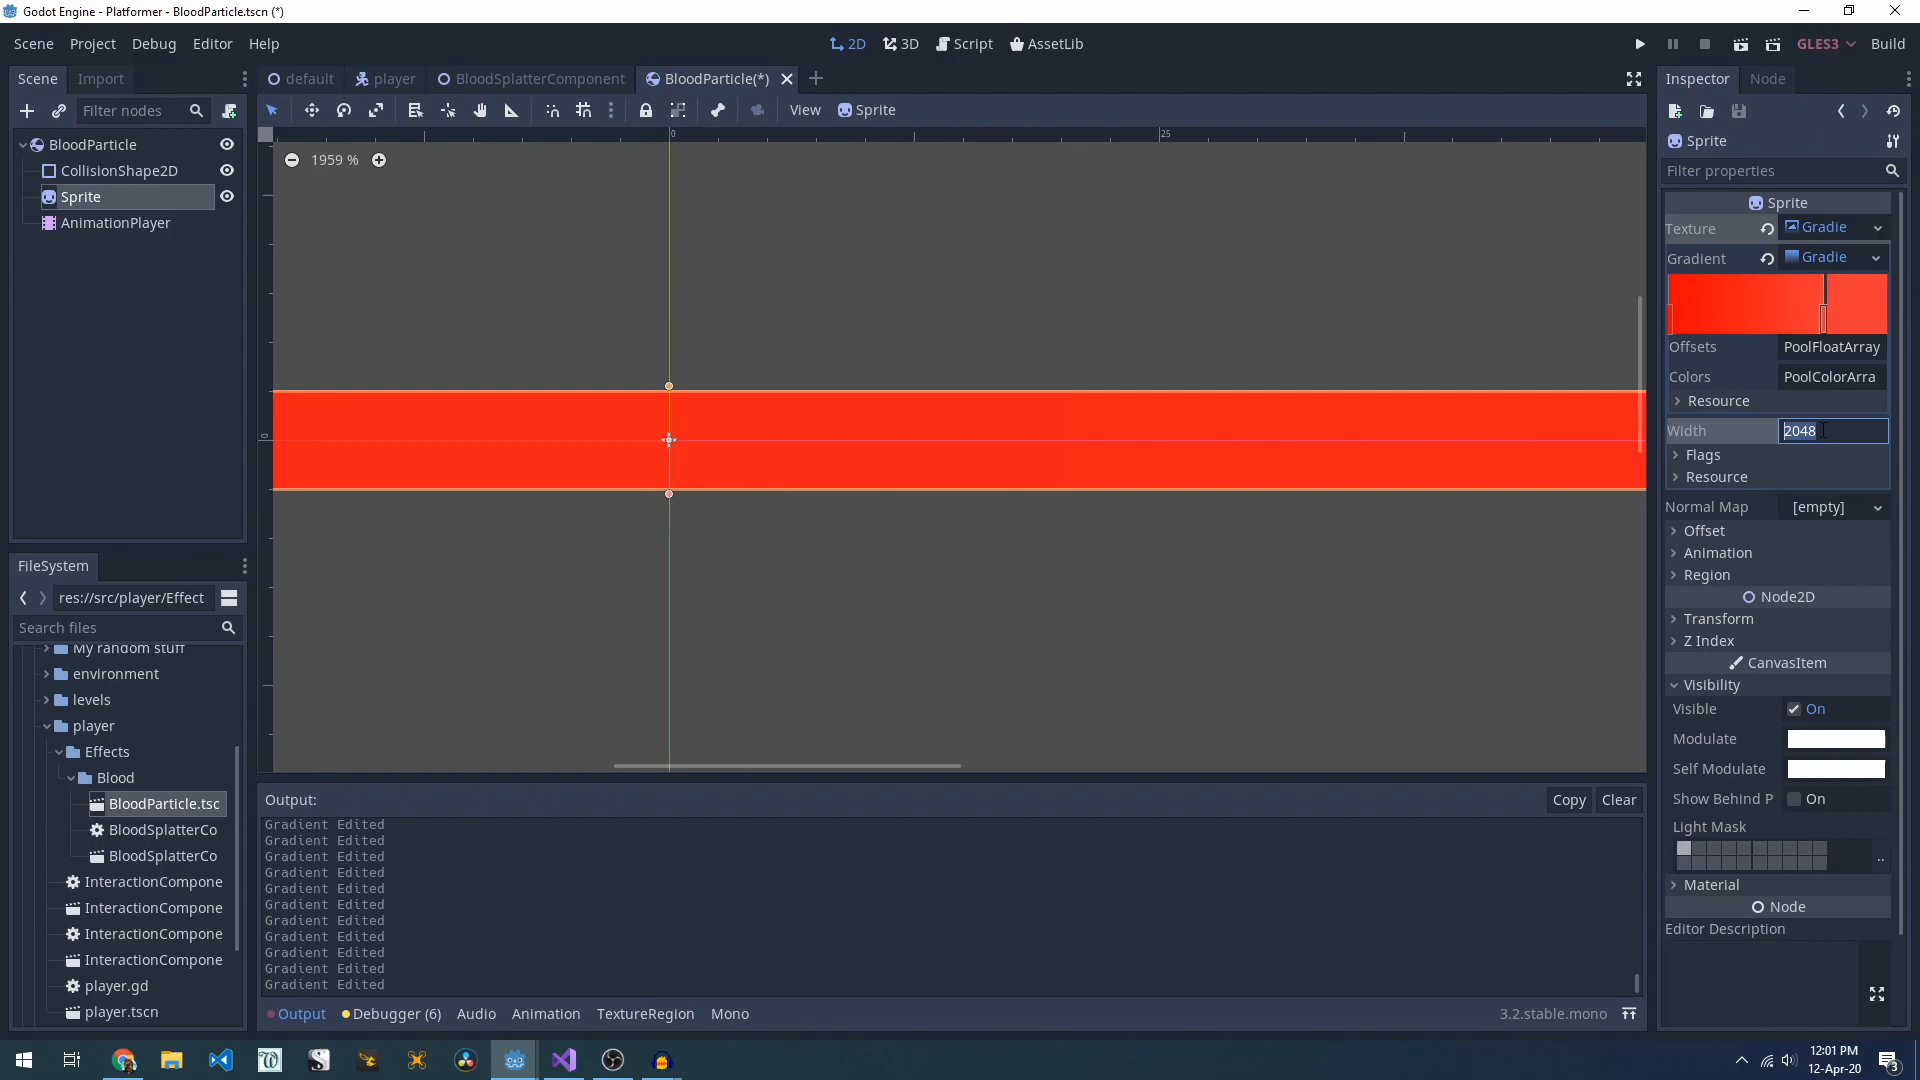 Godot Engine - Platformer - BloodParticle.tscn (*)
Scene Project Debug Editor Help
2D 3D Script AssetLib
GLES3 Build
Scene Import
default player BloodSplatterComponent BloodParticle(*)
Inspector Node
Filter nodes
View Sprite
BloodParticle
CollisionShape2D
Sprite
AnimationPlayer
0 25
1959 %
0
Sprite
Filter properties
Sprite
Texture Gradie
Gradient Gradie
Offsets PoolFloatArray
Colors PoolColorArra
Resource
Width 2048
Flags
Resource
Normal Map [empty]
Offset
Animation
Region
Node2D
Transform
Z Index
CanvasItem
Visibility
Visible On
Modulate
Self Modulate
Show Behind P On
Light Mask
..
Material
Node
Editor Description
FileSystem
res://src/player/Effect
Search files
My random stuff
environment
levels
player
Effects
Blood
BloodParticle.tsc
BloodSplatterCo
BloodSplatterCo
InteractionCompone
InteractionCompone
InteractionCompone
InteractionCompone
player.gd
player.tscn
Output:
Copy Clear
Gradient Edited
Gradient Edited
Gradient Edited
Gradient Edited
Gradient Edited
Gradient Edited
Gradient Edited
Gradient Edited
Gradient Edited
Gradient Edited
Gradient Edited
Output Debugger (6) Audio Animation TextureRegion Mono
3.2.stable.mono
12:01 PM
12-Apr-20
3